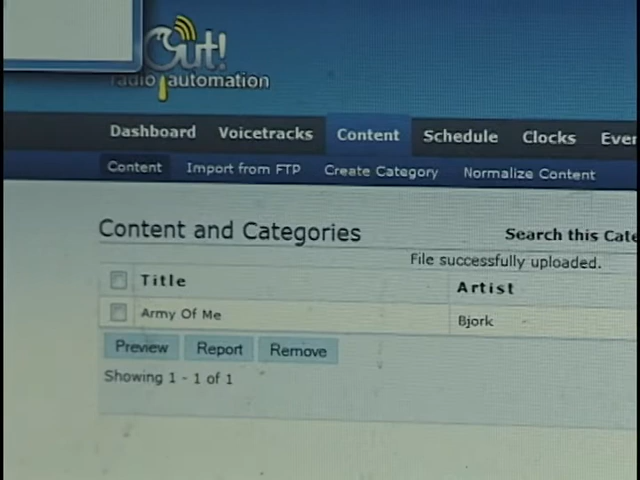 Out!
radio automation
Dashboard Voicetracks Content Schedule Clocks
Content Import from FTP Create Category Normalize Content
Content and Categories Search this
File successfully uploaded.
Title Artist
Army Of Me Bjork
Preview Report Remove
Showing 1 - 1 of 1